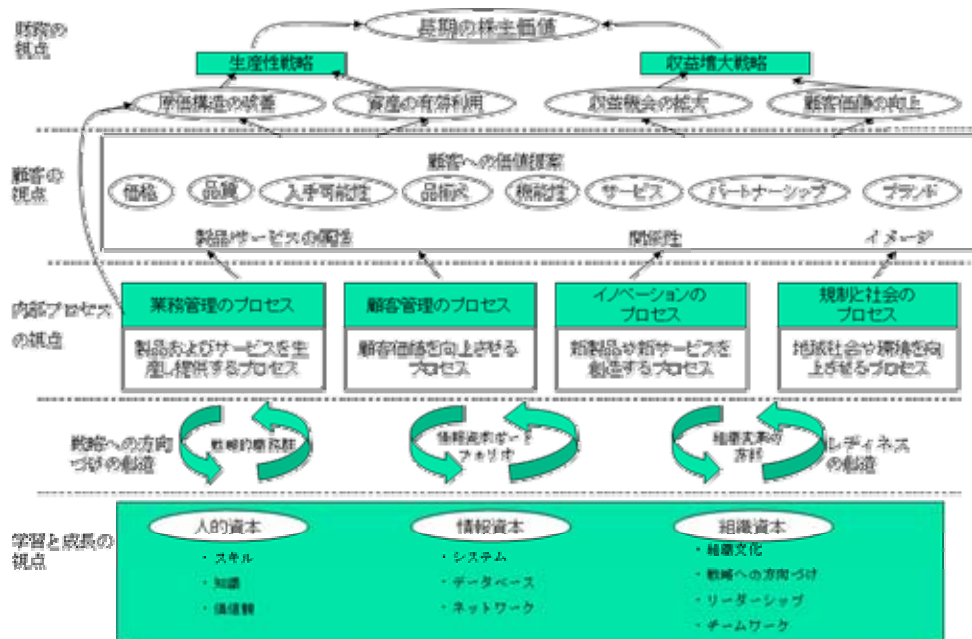 財務の
視点
長期の株主価値
生産性戦略
収益増大戦略
原価構造の改善
資産の有効利用
収益機会の拡大
顧客価値の向上
顧客の
視点
顧客への価値提案
価格
品質
入手可能性
品揃え
機能性
サービス
パートナーシップ
ブランド
製品/サービスの属性
関係性
イメージ
内部プロセス
の視点
業務管理のプロセス
顧客管理のプロセス
イノベーションの
プロセス
規制と社会の
プロセス
製品およびサービスを生
産し提供するプロセス
顧客価値を向上させる
プロセス
新製品や新サービスを
創造するプロセス
地域社会や環境を向
上させるプロセス
戦略への方向
づけの創造
戦略的職務群
情報資本ポート
フォリオ
組織変革の
方針
レディネス
の創造
学習と成長の
視点
人的資本
情報資本
組織資本
・スキル
・知識
・価値観
・システム
・データベース
・ネットワーク
・組織文化
・戦略への方向づけ
・リーダーシップ
・チームワーク